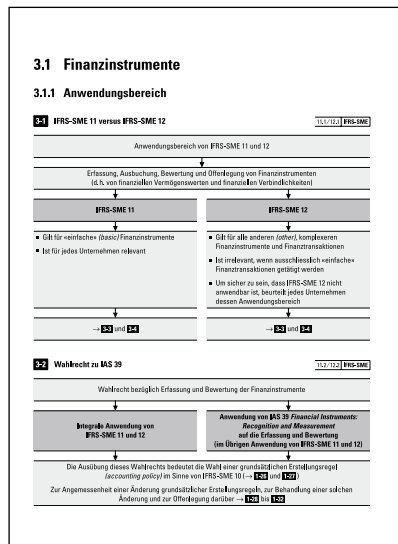 3.1 Finanzinstrumente
3.1.1 Anwendungsbereich
3-1 IFRS-SME 11 versus IFRS-SME 12
11.1/12.1 IFRS-SME
Anwendungsbereich von IFRS-SME 11 und 12
Erfassung, Ausbuchung, Bewertung und Offenlegung von Finanzinstrumenten
(d.h. von finanziellen Vermögenswerten und finanziellen Verbindlichkeiten)
IFRS-SME 11
▪ Gilt für «einfache» (basic) Finanzinstrumente
▪ Ist für jedes Unternehmen relevant
→ 3-3 und 3-4
IFRS-SME 12
▪ Gilt für alle anderen (other), komplexeren
Finanzinstrumente und Finanztransaktionen
▪ Ist irrelevant, wenn ausschliesslich «einfache»
Finanztransaktionen getätigt werden
▪ Um sicher zu sein, dass IFRS-SME 12 nicht
anwendbar ist, beurteilt jedes Unternehmen
dessen Anwendungsbereich
→ 3-3 und 3-4
3-2 Wahlrecht zu IAS 39
11.2/12.2 IFRS-SME
Wahlrecht bezüglich Erfassung und Bewertung der Finanzinstrumente
Integrale Anwendung von
IFRS-SME 11 und 12
Anwendung von IAS 39 Financial Instruments:
Recognition and Measurement
auf die Erfassung und Bewertung
(im Übrigen Anwendung von IFRS-SME 11 und 12)
Die Ausübung dieses Wahlrechts bedeutet die Wahl einer grundsätzlichen Erstellungsregel
(accounting policy) im Sinne von IFRS-SME 10 (→ 1-26 und 1-27)
Zur Angemessenheit einer Änderung grundsätzlicher Erstellungsregeln, zur Behandlung einer solchen
Änderung und zur Offenlegung darüber → 1-28 bis 1-32